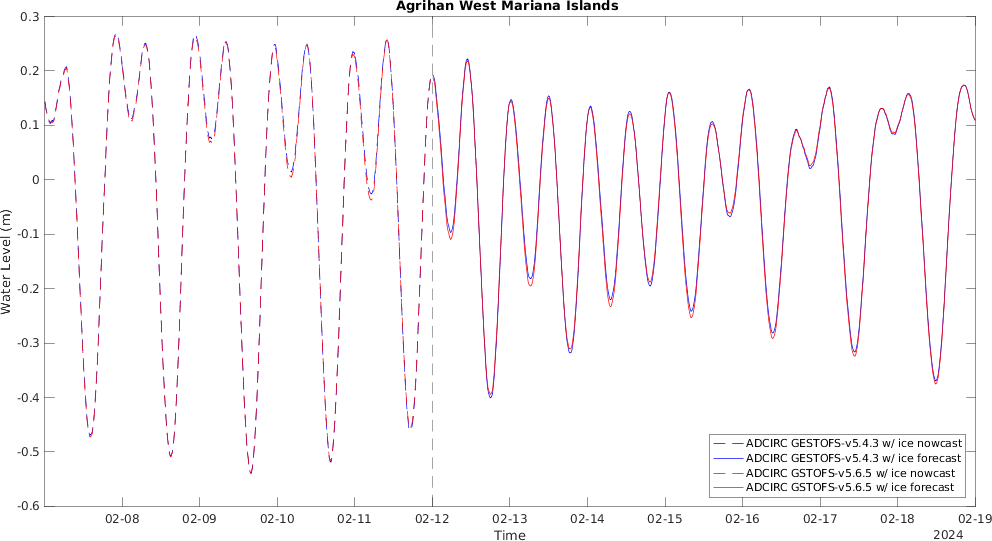 Agrihan West Mariana Islands
0.3
0.2
0.1
0
-0.1
-0.2
-0.3
-0.4
-0.5
-0.6
Water Level (m)
ADCIRC GESTOFS-v5.4.3 w/ ice nowcast
ADCIRC GESTOFS-v5.4.3 w/ ice forecast
ADCIRC GSTOFS-v5.6.5 w/ ice nowcast
ADCIRC GSTOFS-v5.6.5 w/ ice forecast
02-08 02-09 02-10 02-11 02-12 02-13 02-14 02-15 02-16 02-17 02-18 02-19
Time
2024